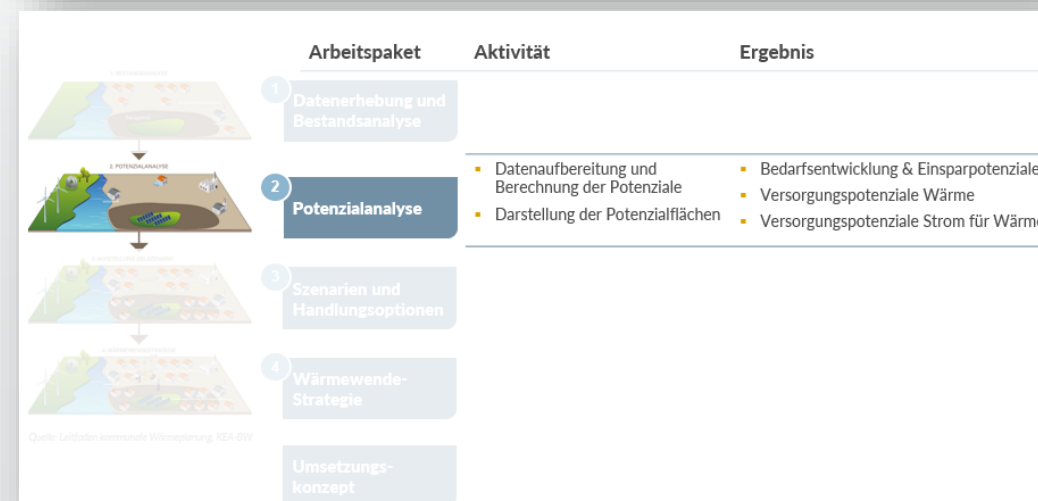 Arbeitspaket
Aktivität
Ergebnis
1
Datenerhebung und
Bestandsanalyse
2. POTENZIALANALYSE
2
Potenzialanalyse
Datenaufbereitung und
Berechnung der Potenziale
Darstellung der Potenzialflächen
Bedarfsentwicklung & Einsparpotenziale
Versorgungspotenziale Wärme
Versorgungspotenziale Strom für Wärme
3
Szenarien und
Handlungsoptionen
4
Wärmewende-
Strategie
Quelle: Leitfaden kommunale Wärmeplanung, KEA-BW
Umsetzungs-
konzept